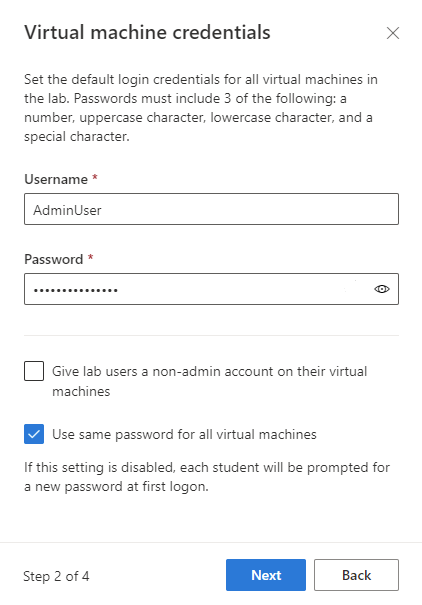 Virtual machine credentials
Set the default login credentials for all virtual machines in
the lab. Passwords must include 3 of the following: a
number, uppercase character, lowercase character, and a
special character.
Username *
AdminUser
Password *
•••••••••••••••
Give lab users a non-admin account on their virtual
machines
Use same password for all virtual machines
If this setting is disabled, each student will be prompted for
a new password at first logon.
Step 2 of 4
Next
Back